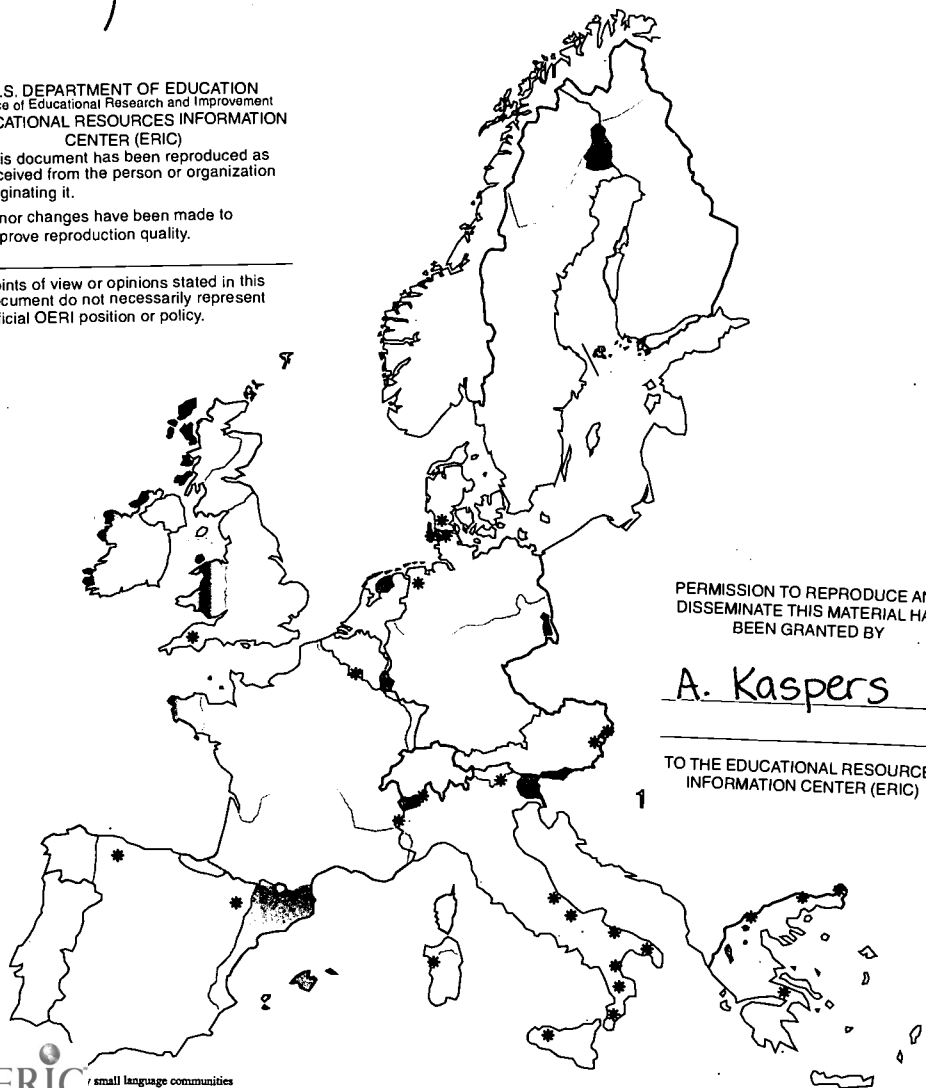 .S. DEPARTMENT OF EDUCATION
ce of Educational Research and Improvement
CATIONAL RESOURCES INFORMATION
CENTER (ERIC)
is document has been reproduced as
ceived from the person or organization
ginating it.
nor changes have been made to
prove reproduction quality.
ints of view or opinions stated in this
cument do not necessarily represent
ficial OERI position or policy.
PERMISSION TO REPRODUCE AN
DISSEMINATE THIS MATERIAL HA
BEEN GRANTED BY
A. Kaspers
TO THE EDUCATIONAL RESOURCE
INFORMATION CENTER (ERIC)
1
ERIC
small language communities